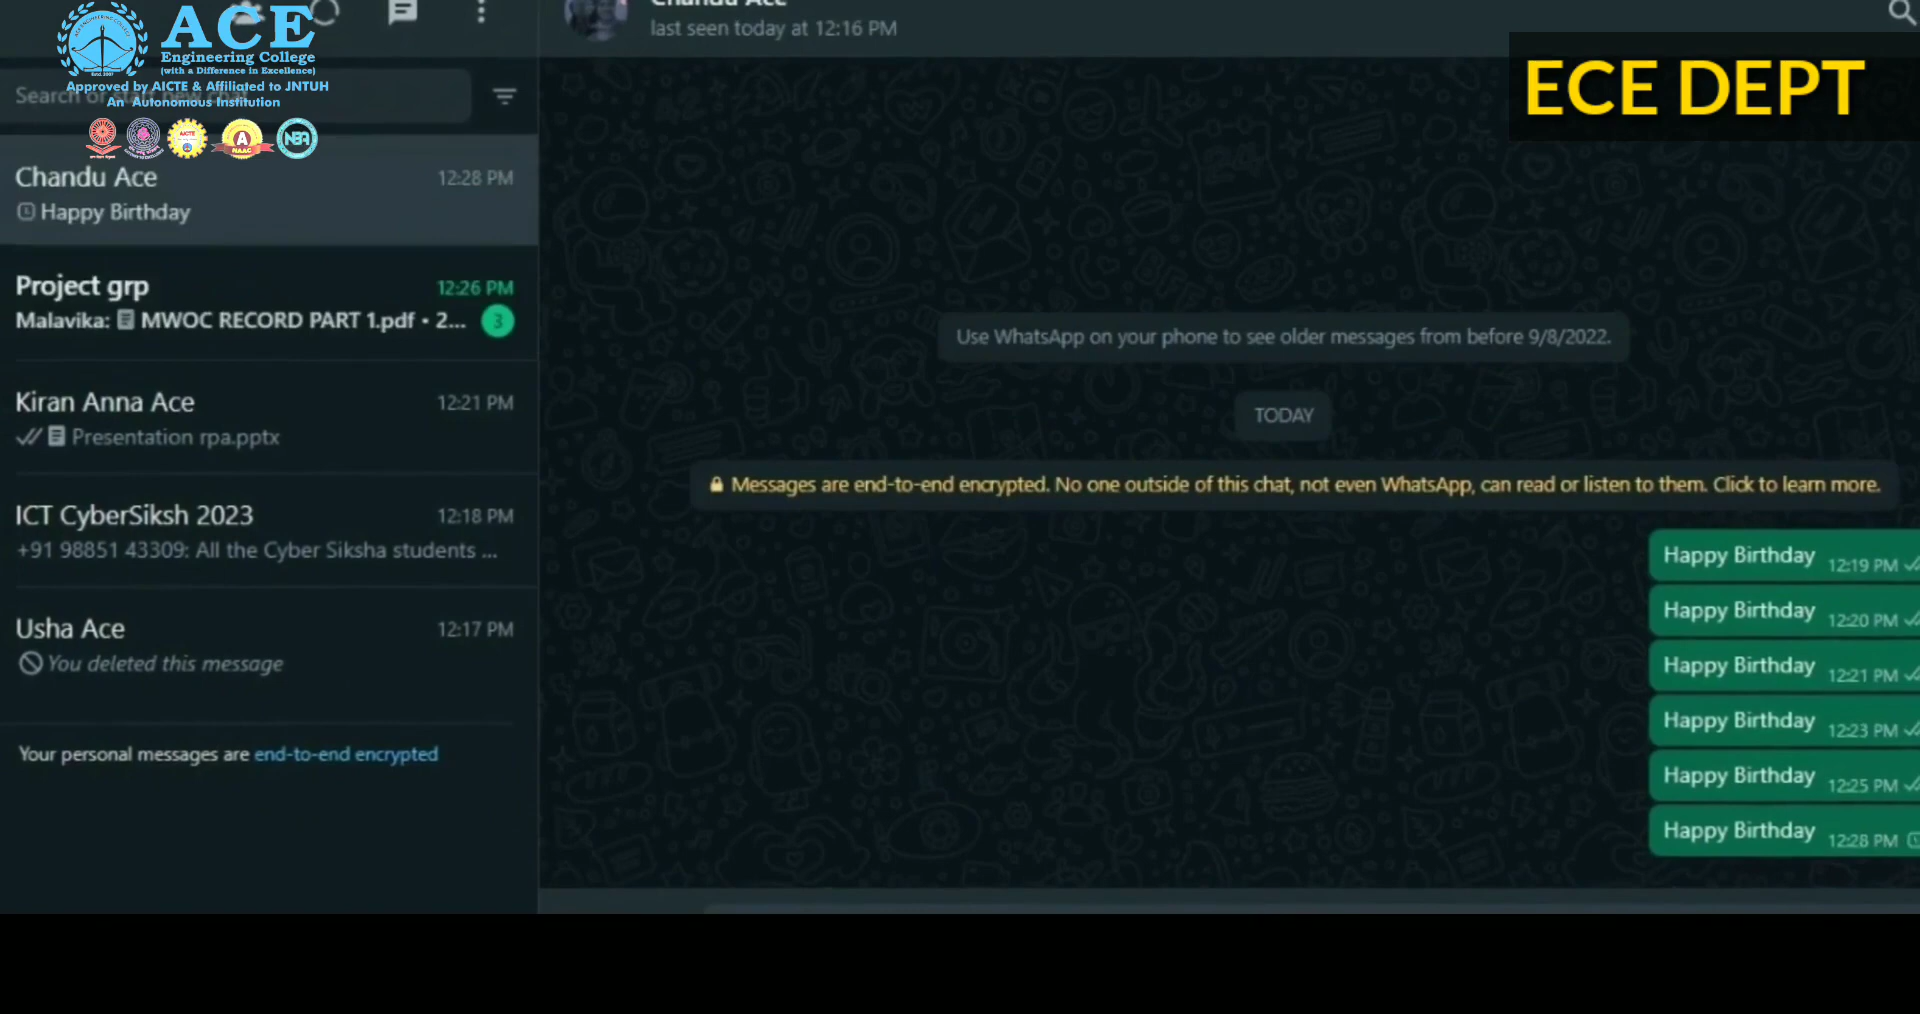 ACE
Engineering College
(with a Difference in Excellence)
Approved by AICTE & Affiliated to JNTUH
An Autonomous Institution
Search or start new chat
Chandu Ace
12:28 PM
Happy Birthday
Project grp
12:26 PM
Malavika: MWOC RECORD PART 1.pdf • 2...
3
Kiran Anna Ace
12:21 PM
Presentation rpa.pptx
ICT CyberSiksh 2023
12:18 PM
+91 98851 43309: All the Cyber Siksha students ...
Usha Ace
12:17 PM
You deleted this message
Your personal messages are end-to-end encrypted
Chandu Ace
last seen today at 12:16 PM
ECE DEPT
Use WhatsApp on your phone to see older messages from before 9/8/2022.
TODAY
Messages are end-to-end encrypted. No one outside of this chat, not even WhatsApp, can read or listen to them. Click to learn more.
Happy Birthday 12:19 PM
Happy Birthday 12:20 PM
Happy Birthday 12:21 PM
Happy Birthday 12:23 PM
Happy Birthday 12:25 PM
Happy Birthday 12:28 PM